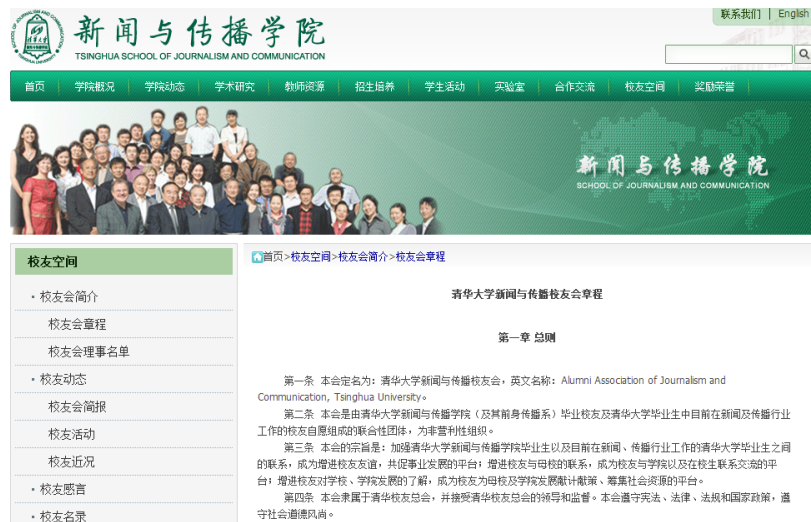 联系我们 | English
新闻与传播学院
TSINGHUA SCHOOL OF JOURNALISM AND COMMUNICATION
首页 学院概况 学院动态 学术研究 教师资源 招生培养 学生活动 实验室 合作交流 校友空间 奖励荣誉
新闻与传播学院
SCHOOL OF JOURNALISM AND COMMUNICATION
校友空间
首页>校友空间>校友会简介>校友会章程
·校友会简介
校友会章程
校友会理事名单
·校友动态
校友会简报
校友活动
校友近况
·校友感言
·校友名录
清华大学新闻与传播校友会章程
第一章 总则
第一条 本会定名为：清华大学新闻与传播校友会，英文名称：Alumni Association of Journalism and
Communication, Tsinghua University。
第二条 本会是由清华大学新闻与传播学院（及其前身传播系）毕业校友及清华大学毕业生中目前在新闻及传播行业
工作的校友自愿组成的联合性团体，为非营利性组织。
第三条 本会的宗旨是：加强清华大学新闻与传播学院毕业生以及目前在新闻、传播行业工作的清华大学毕业生之间
的联系，成为增进校友友谊，共促事业发展的平台；增进校友与母校的联系，成为校友与学院以及在校生联系交流的平
台；增进校友对学校、学院发展的了解，成为校友为母校及学院发展献计献策、筹集社会资源的平台。
第四条 本会隶属于清华校友总会，并接受清华校友总会的领导和监督。本会遵守宪法、法律、法规和国家政策，遵
守社会道德风尚。